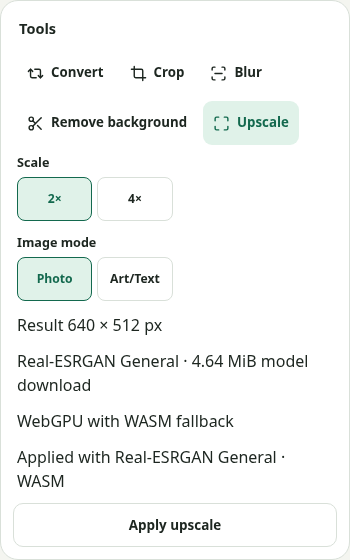 Tools
Convert
Crop
Blur
Remove background
Upscale
Scale
2×
4×
Image mode
Photo
Art/Text
Result 640 × 512 px
Real-ESRGAN General · 4.64 MiB model
download
WebGPU with WASM fallback
Applied with Real-ESRGAN General ·
WASM
Apply upscale